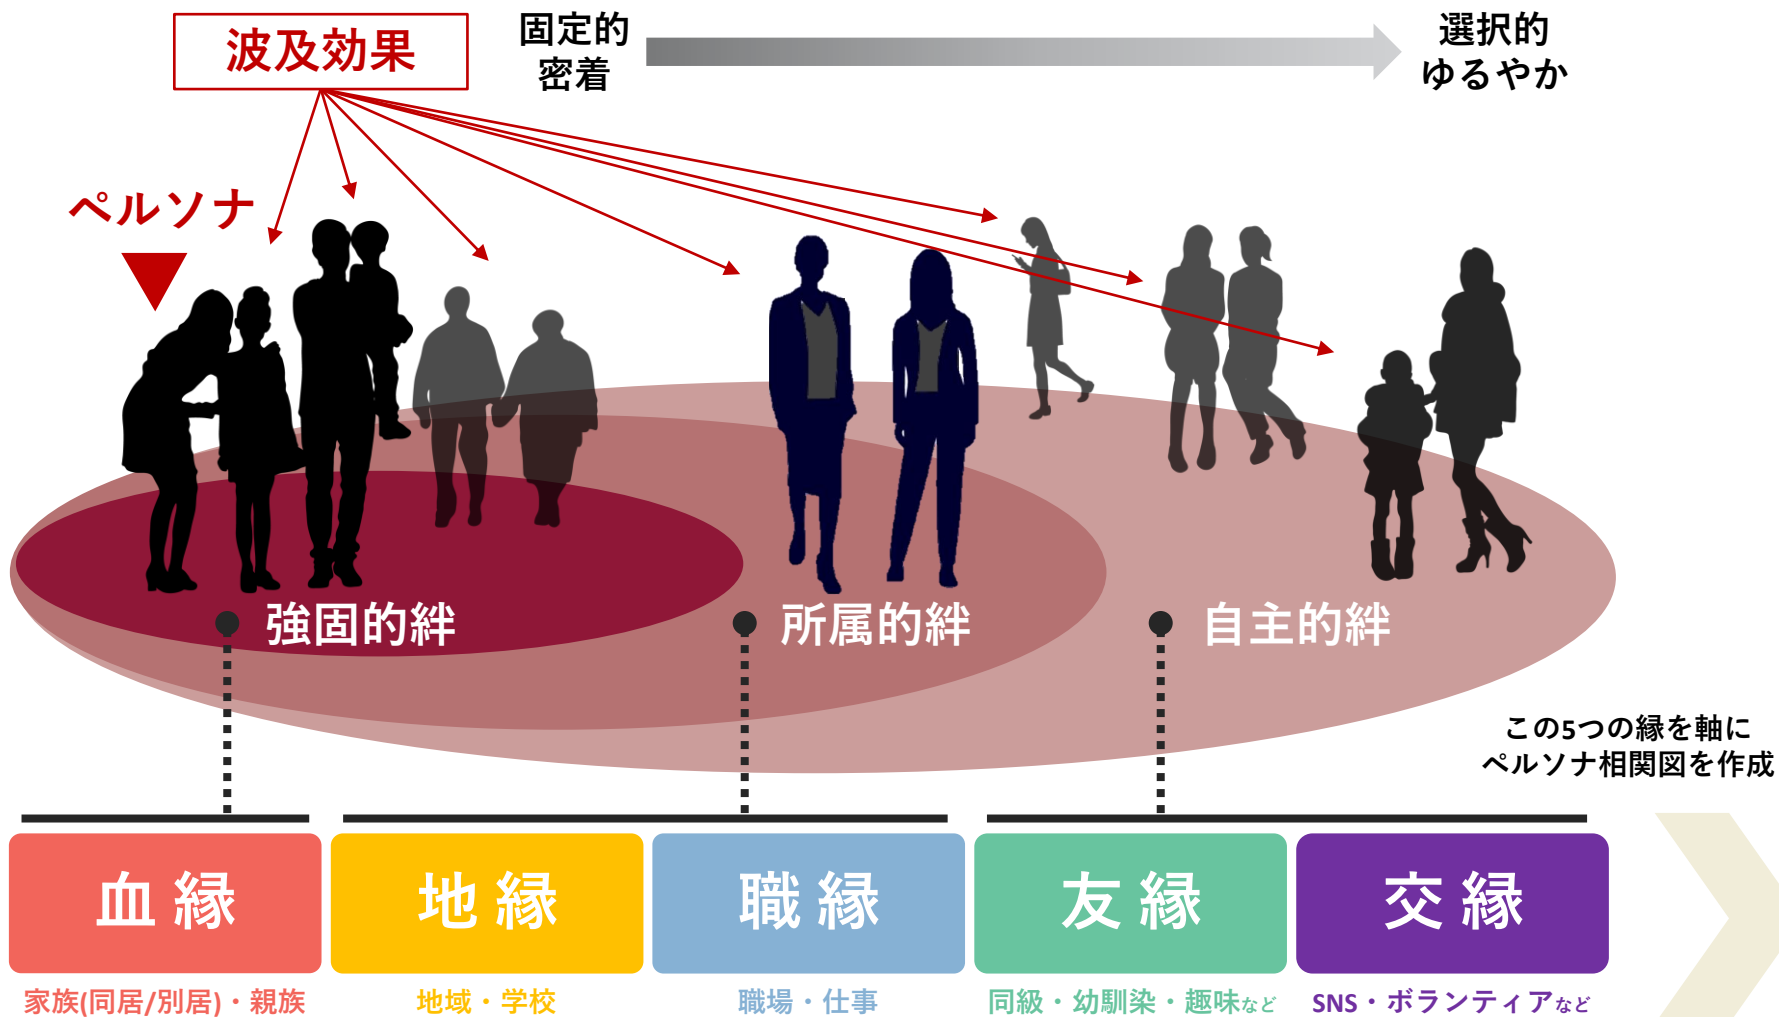 波及効果
固定的
密着
選択的
ゆるやか
ペルソナ
強固的絆
所属的絆
自主的絆
この5つの縁を軸に
ペルソナ相関図を作成
血縁
地縁
職縁
友縁
交縁
家族(同居/別居)・親族
地域・学校
職場・仕事
同級・幼馴染・趣味など
SNS・ボランティアなど